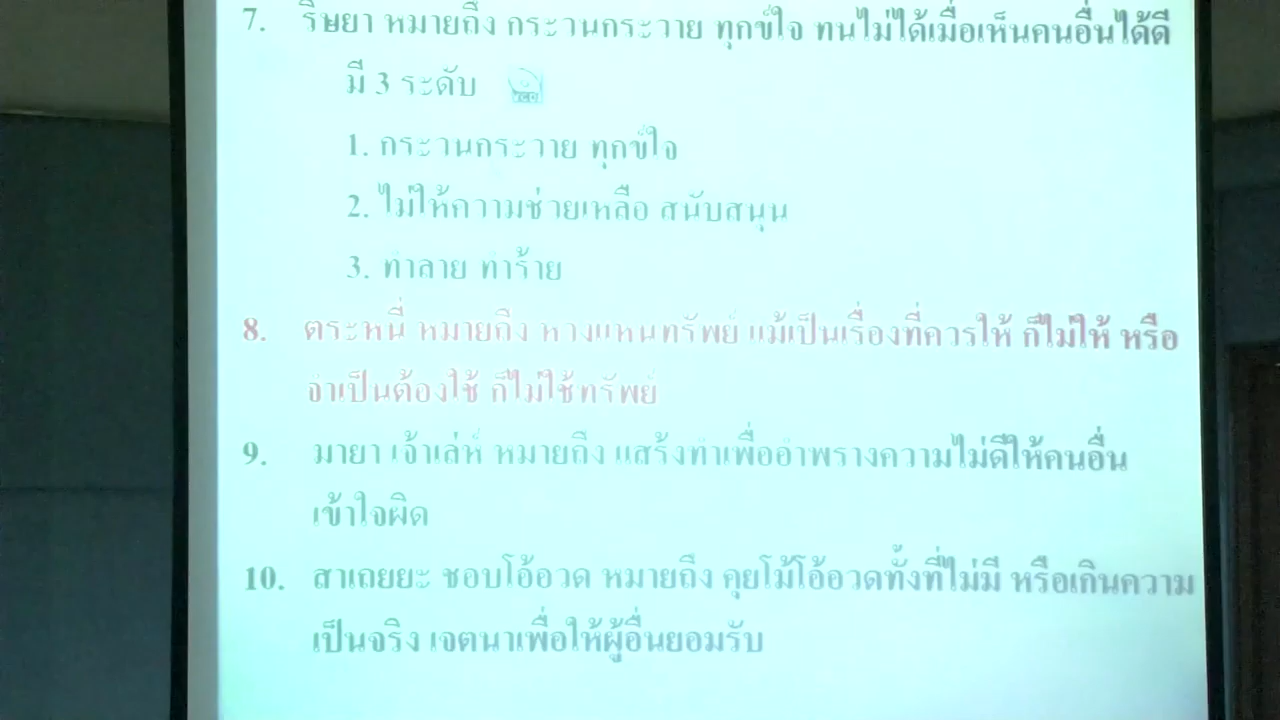 7. ริษยา หมายถึง กระวนกระวาย ทุกข์ใจ ทนไม่ได้เมื่อเห็นคนอื่นได้ดี
มี 3 ระดับ
1. กระวนกระวาย ทุกข์ใจ
2. ไม่ให้ความช่วยเหลือ สนับสนุน
3. ทำลาย ทำร้าย
8. ตระหนี่ หมายถึง หวงแหนทรัพย์ แม้เป็นเรื่องที่ควรให้ ก็ไม่ให้ หรือ
จำเป็นต้องใช้ ก็ไม่ใช้ทรัพย์
9. มายา เจ้าเล่ห์ หมายถึง แสร้งทำเพื่ออำพรางความไม่ดีให้คนอื่น
เข้าใจผิด
10. สาเถยยะ ชอบโอ้อวด หมายถึง คุยโม้โอ้อวดทั้งที่ไม่มี หรือเกินความ
เป็นจริง เจตนาเพื่อให้ผู้อื่นยอมรับ